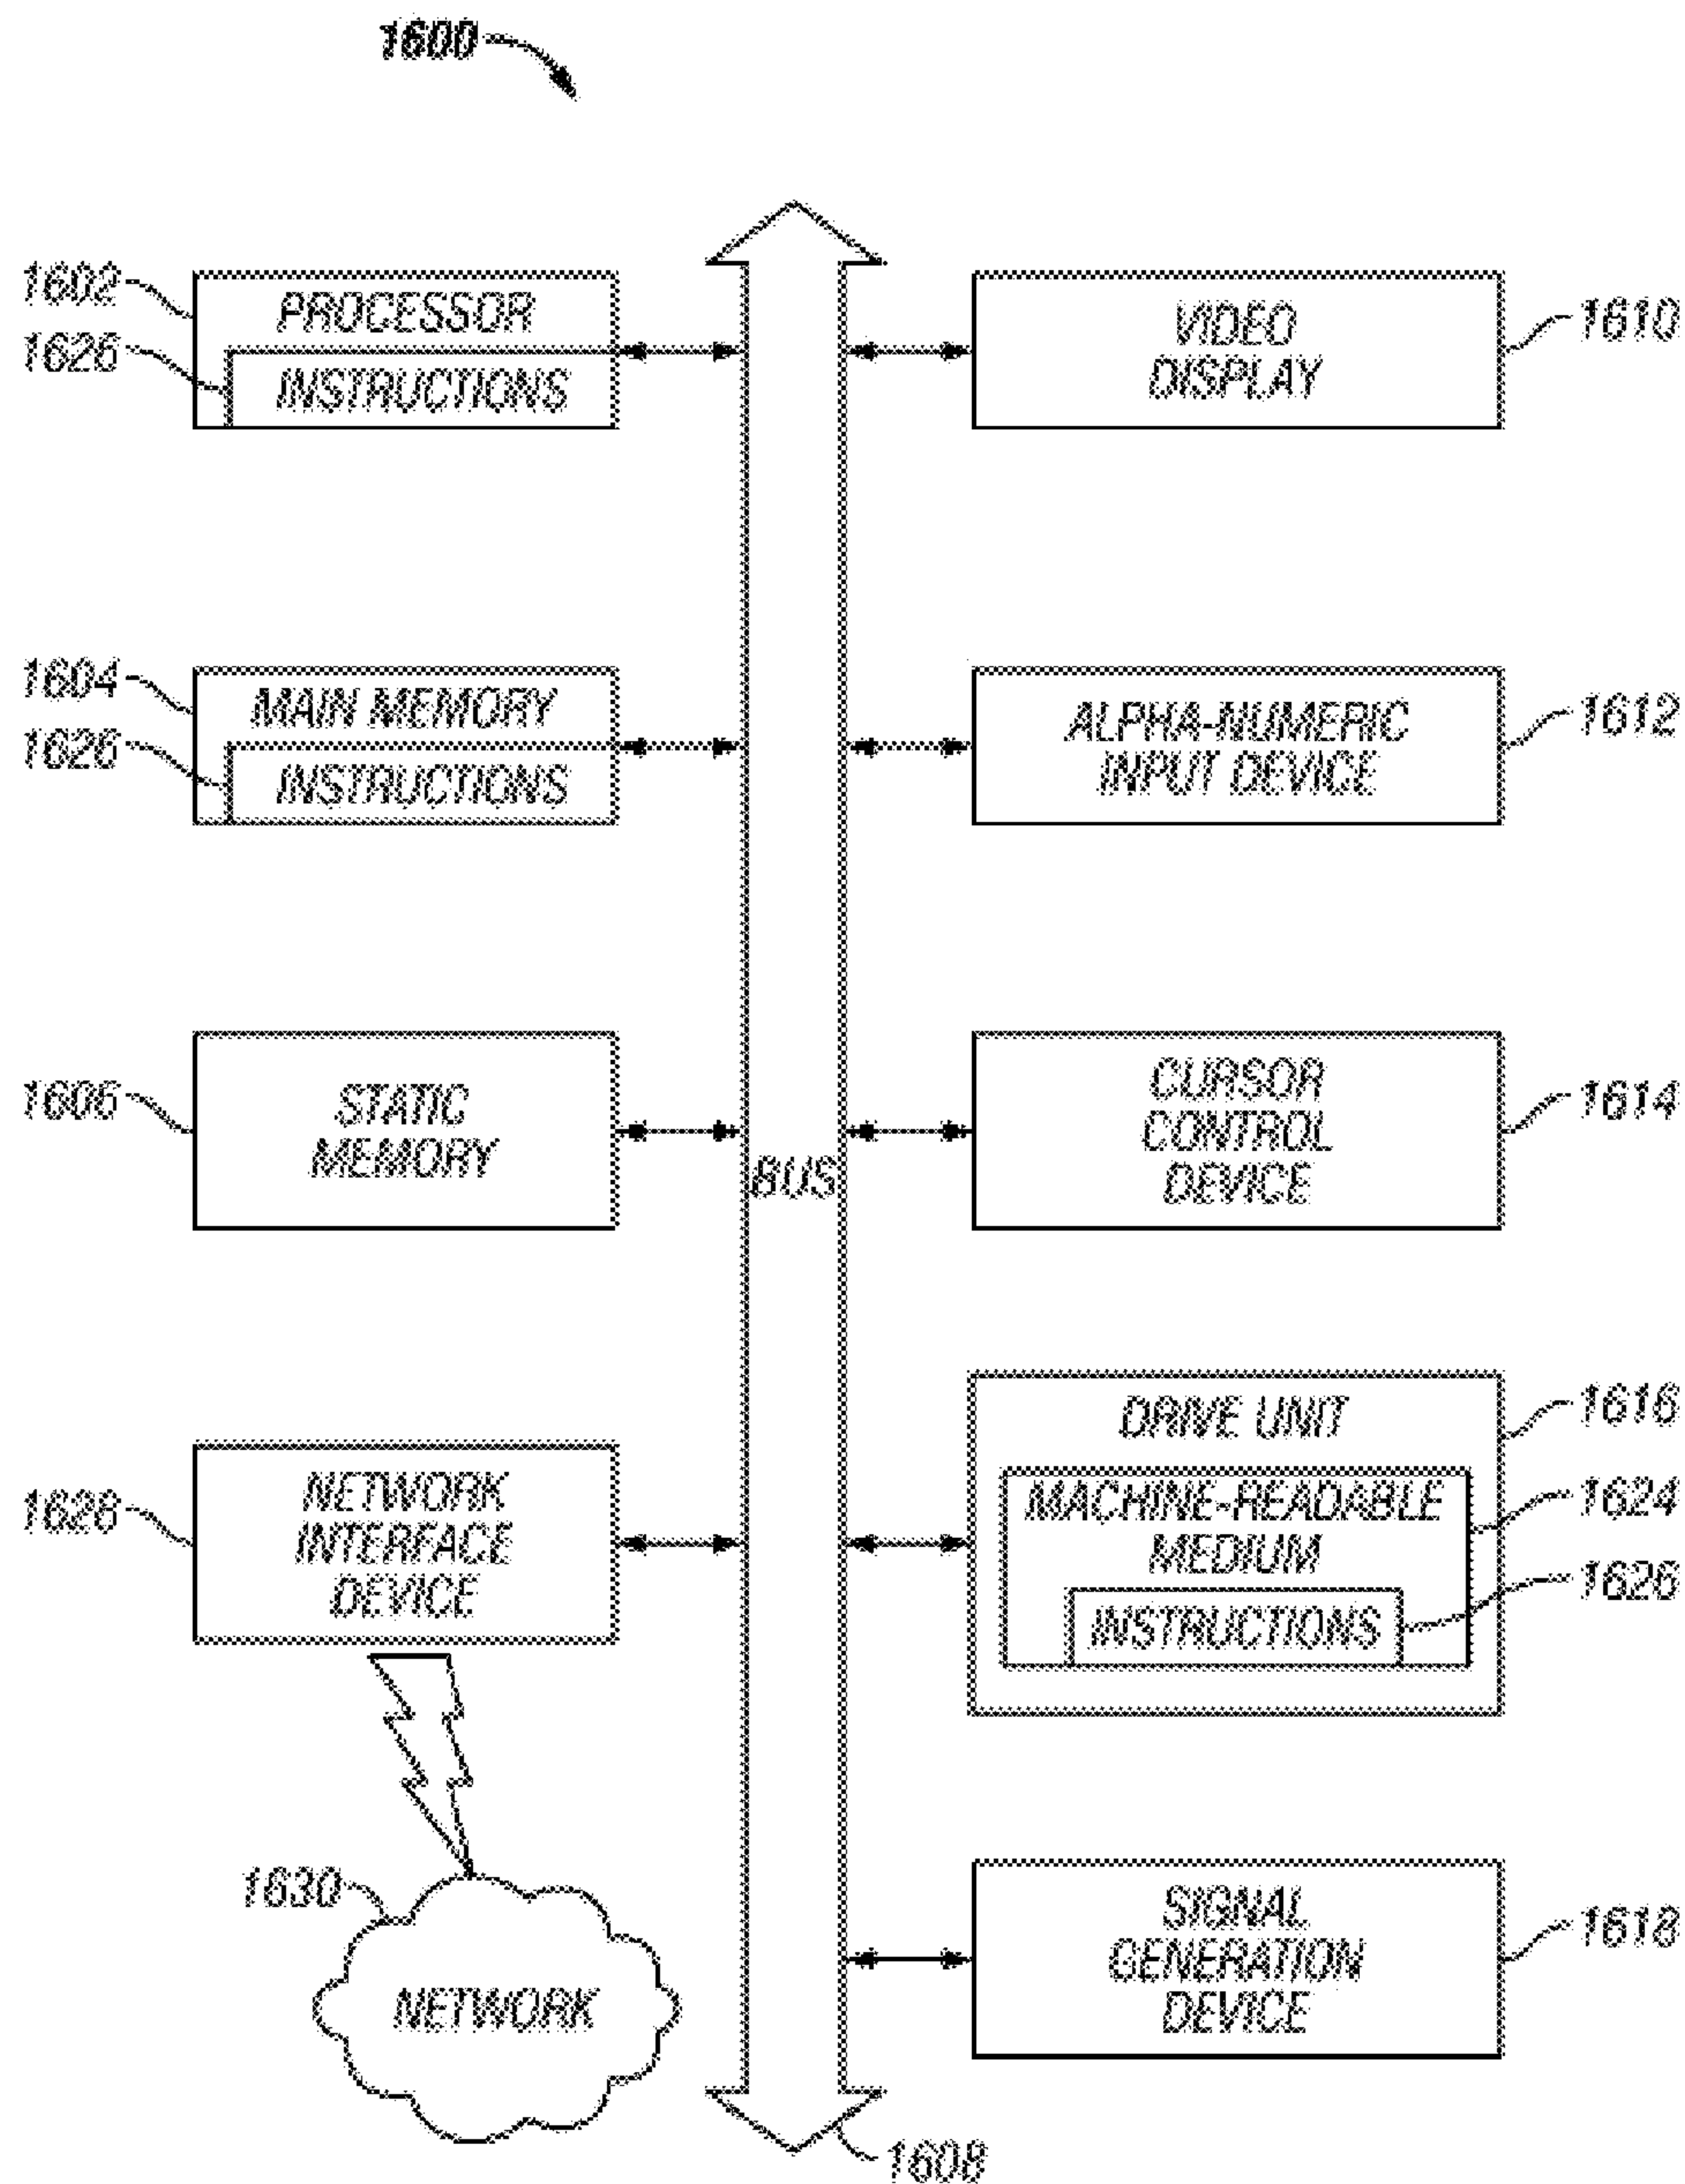 1600
1602
PROCESSOR
1626
INSTRUCTIONS
VIDEO
DISPLAY
1610
1604
MAIN MEMORY
1626
INSTRUCTIONS
ALPHA-NUMERIC
INPUT DEVICE
1612
1606
STATIC
MEMORY
BUS
CURSOR
CONTROL
DEVICE
1614
1628
NETWORK
INTERFACE
DEVICE
DRIVE UNIT
1616
MACHINE-READABLE
MEDIUM
1624
INSTRUCTIONS
1626
1630
NETWORK
SIGNAL
GENERATION
DEVICE
1618
1608